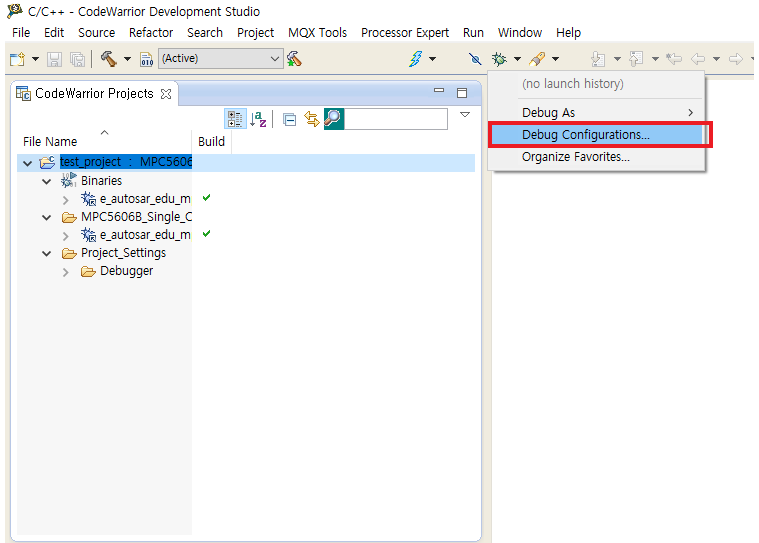 C/C++ - CodeWarrior Development Studio
File Edit Source Refactor Search Project MQX Tools Processor Expert Run Window Help
010 (Active)
(no launch history)
Debug As
Debug Configurations...
Organize Favorites...
CodeWarrior Projects
File Name Build
test_project : MPC5606
Binaries
e_autosar_edu_m
MPC5606B_Single_C
e_autosar_edu_m
Project_Settings
Debugger